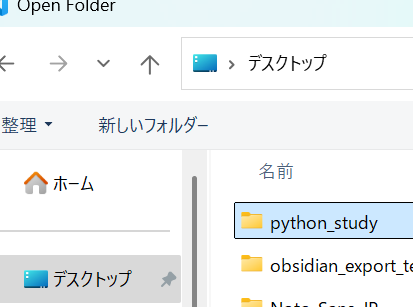 Open Folder
デスクトップ
整理 新しいフォルダー
ホーム
名前
python_study
デスクトップ
obsidian_export_te